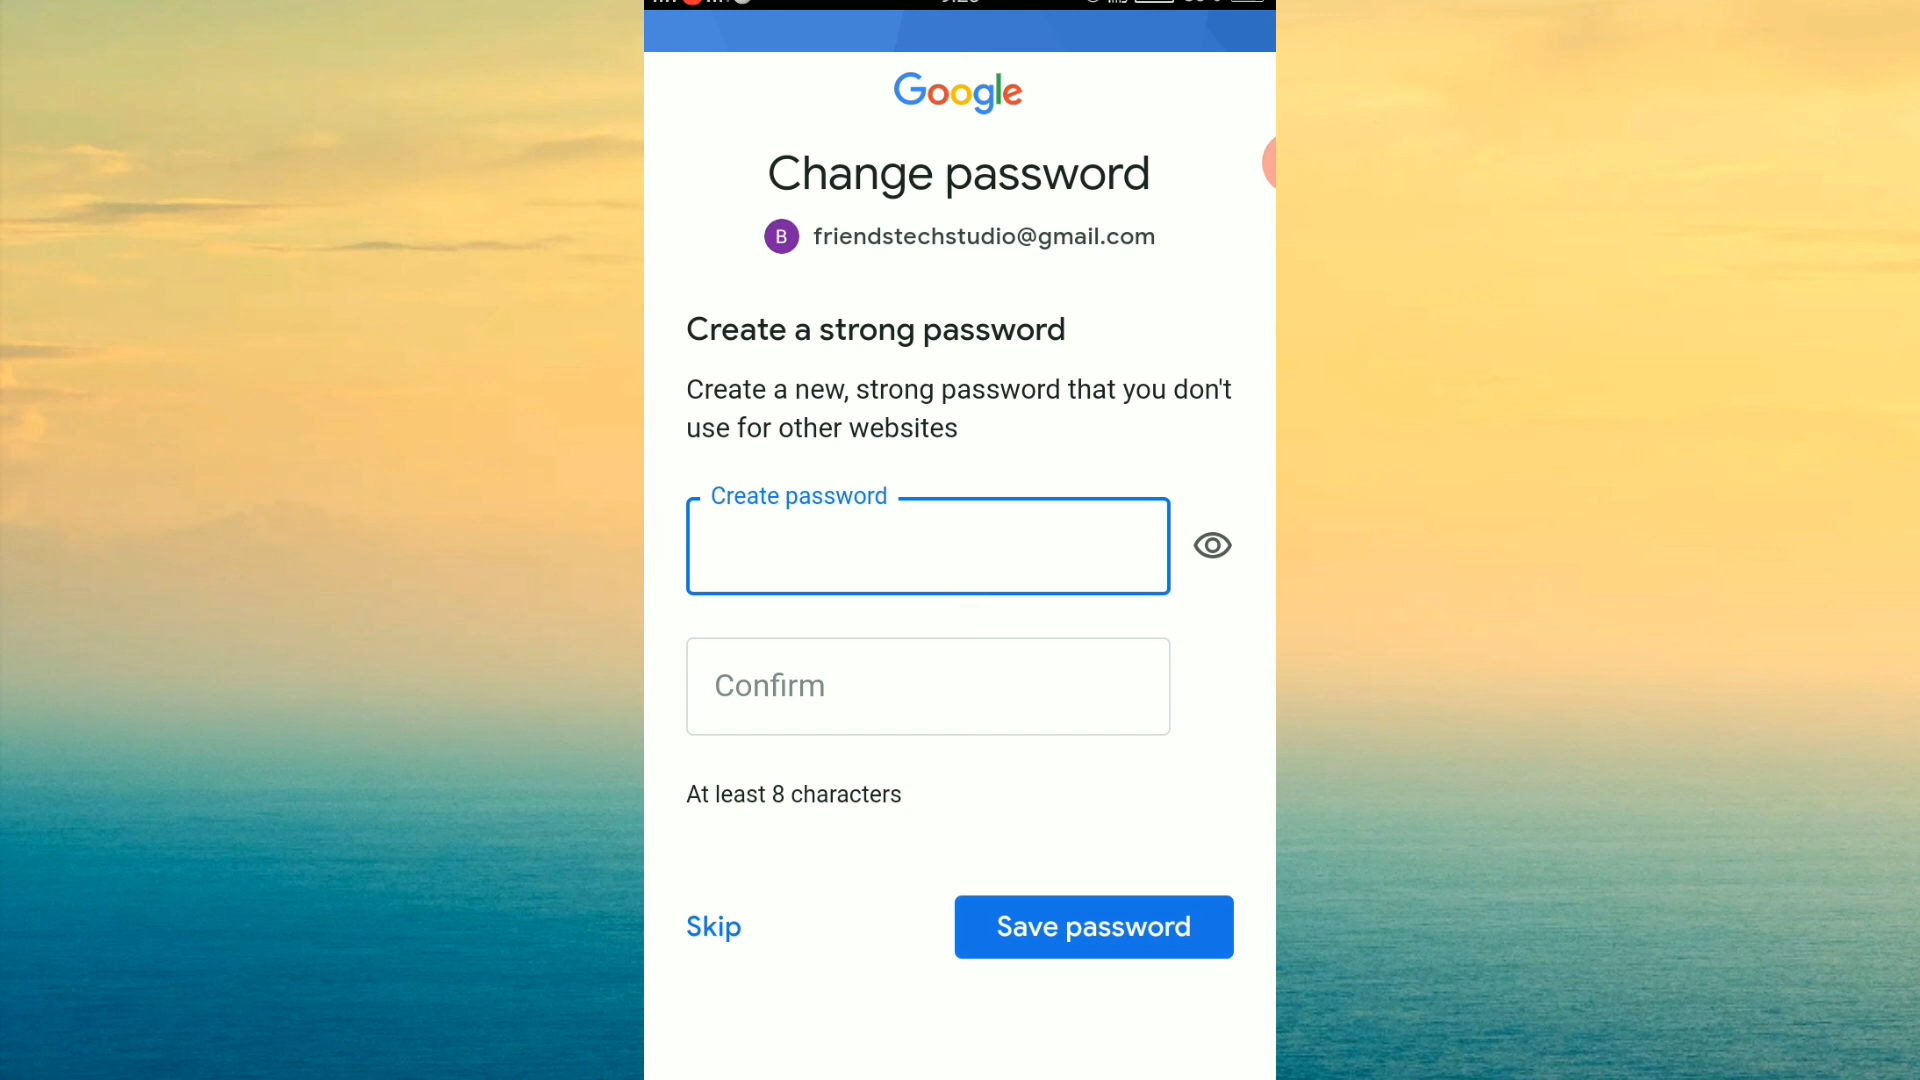 Google
Change password
B friendstechstudio@gmail.com
Create a strong password
Create a new, strong password that you don't
use for other websites
Create password
Confirm
At least 8 characters
Skip Save password